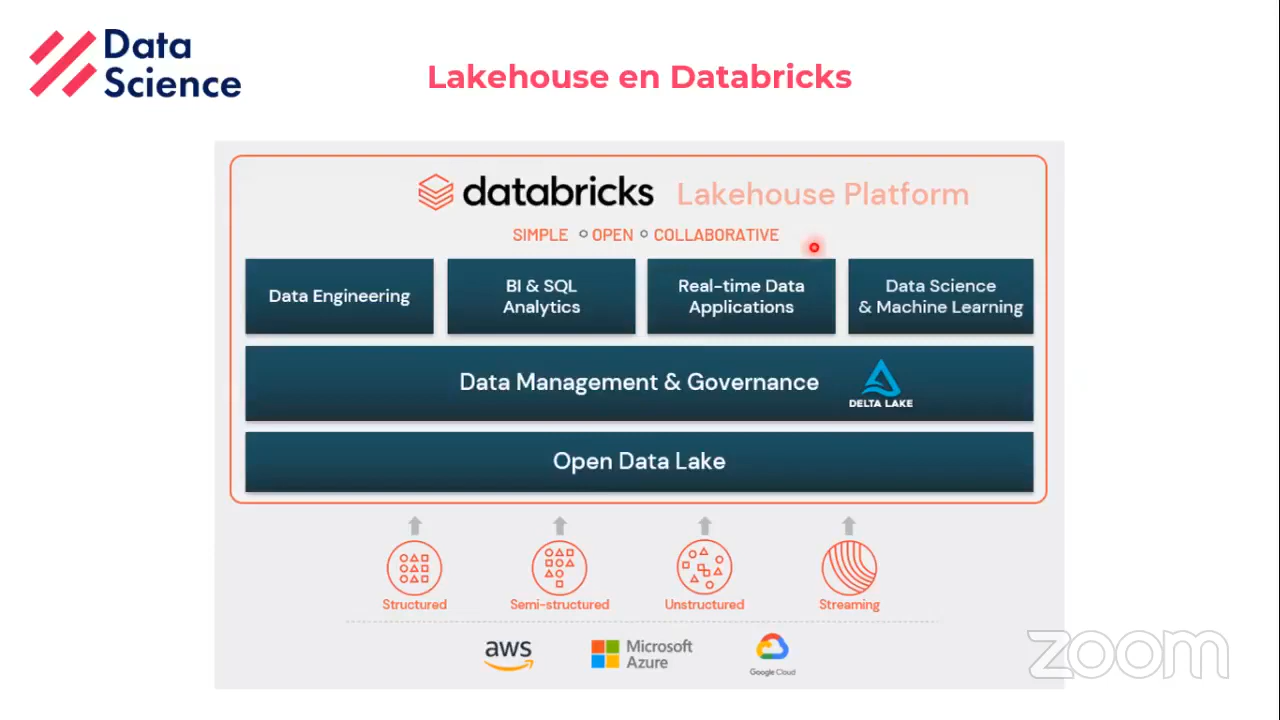 Data
Science
Lakehouse en Databricks
databricks Lakehouse Platform
SIMPLE OPEN COLLABORATIVE
Data Engineering
BI & SQL
Analytics
Real-time Data
Applications
Data Science
& Machine Learning
Data Management & Governance
DELTA LAKE
Open Data Lake
Structured
Semi-structured
Unstructured
Streaming
aws
Microsoft
Azure
Google Cloud
zoom